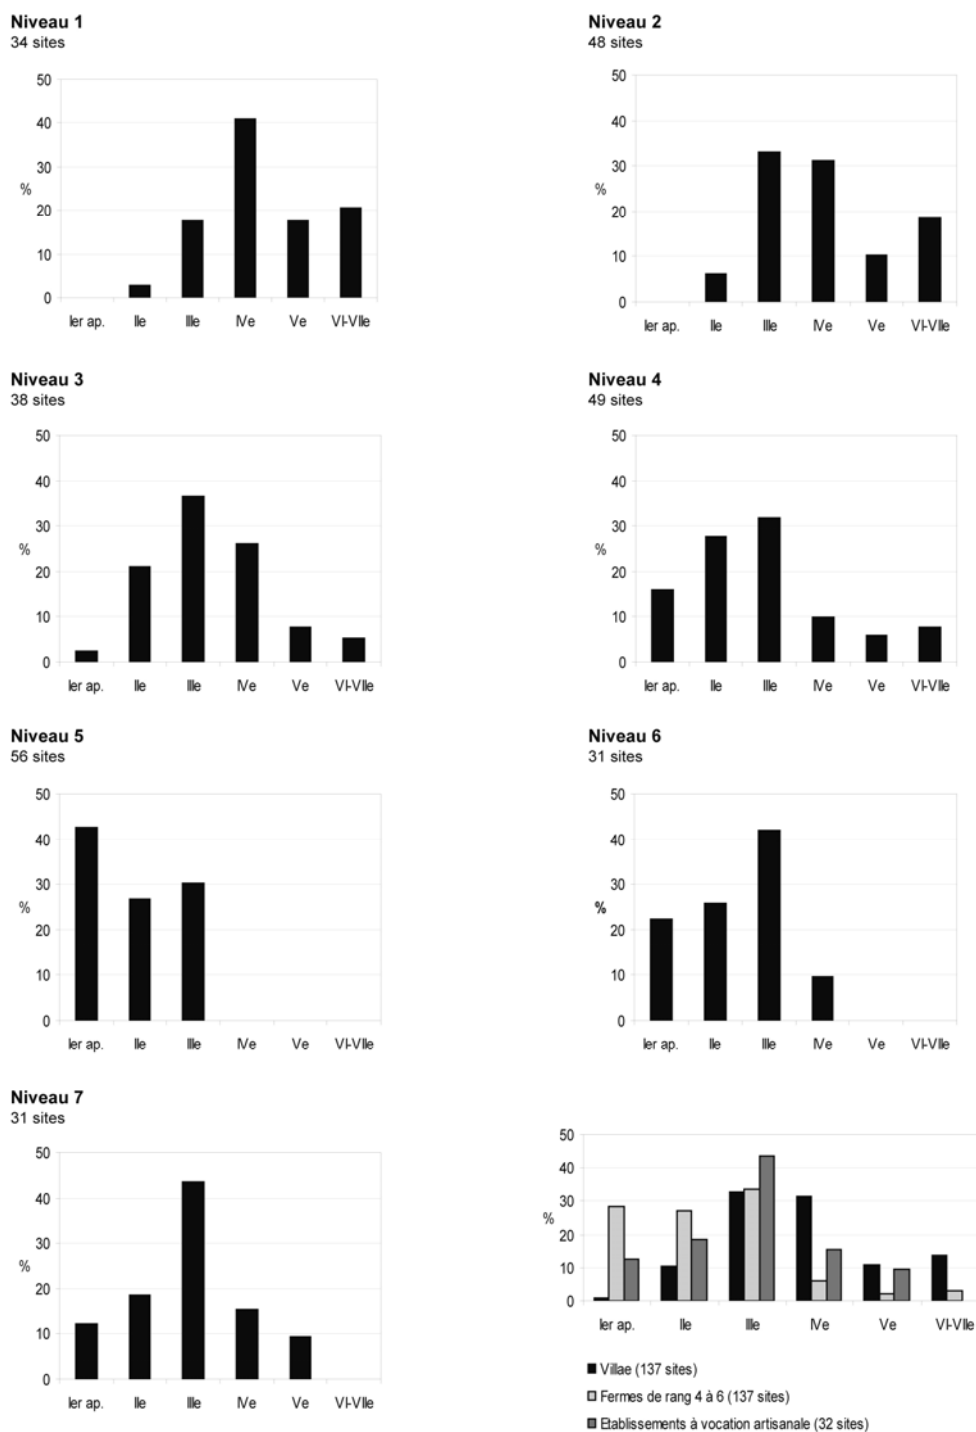 Niveau 1
34 sites
50
40
30
%
20
10
0
Ier ap. IIe IIIe IVe Ve VI-VIIe
Niveau 2
48 sites
50
40
30
%
20
10
0
Ier ap. IIe IIIe IVe Ve VI-VIIe
Niveau 3
38 sites
50
40
30
%
20
10
0
Ier ap. IIe IIIe IVe Ve VI-VIIe
Niveau 4
49 sites
50
40
30
%
20
10
0
Ier ap. IIe IIIe IVe Ve VI-VIIe
Niveau 5
56 sites
50
40
30
%
20
10
0
Ier ap. IIe IIIe IVe Ve VI-VIIe
Niveau 6
31 sites
50
40
30
%
20
10
0
Ier ap. IIe IIIe IVe Ve VI-VIIe
Niveau 7
31 sites
50
40
30
%
20
10
0
Ier ap. IIe IIIe IVe Ve VI-VIIe
50
40
30
%
20
10
0
Ier ap. IIe IIIe IVe Ve VI-VIIe
Villae (137 sites)
Fermes de rang 4 à 6 (137 sites)
Etablissements à vocation artisanale (32 sites)